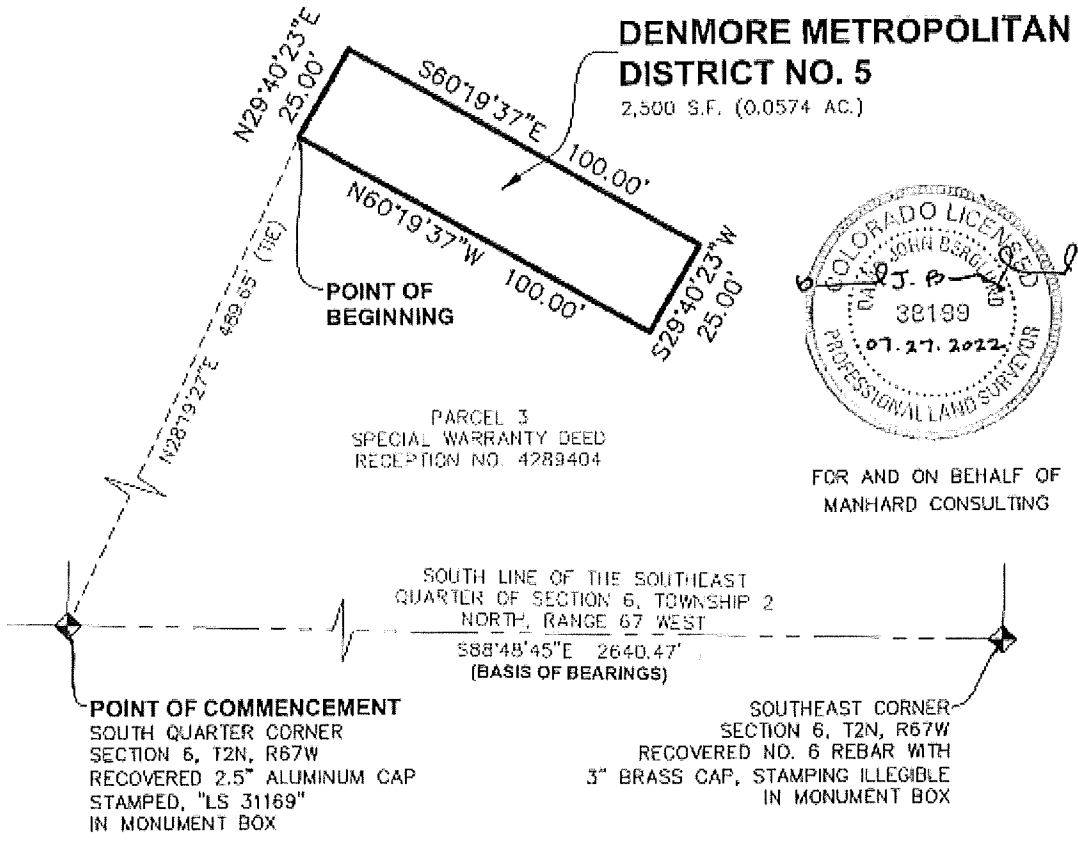 DENMORE METROPOLITAN
DISTRICT NO. 5
2,500 S.F. (0.0574 AC.)
N29°40'23"E
25.00'
S60°19'37"E 100.00'
N60°19'37"W 100.00'
S29°40'23"W
25.00'
POINT OF
BEGINNING
N28°19'27"E 489.65 (TIE)
COLORADO LICENSED
JOHN BERGLUND
38199
07.27.2022
PROFESSIONAL LAND SURVEYOR
FOR AND ON BEHALF OF
MANHARD CONSULTING
PARCEL 3
SPECIAL WARRANTY DEED
RECEPTION NO. 4289404
SOUTH LINE OF THE SOUTHEAST
QUARTER OF SECTION 6, TOWNSHIP 2
NORTH, RANGE 67 WEST
S88°48'45"E 2640.47'
(BASIS OF BEARINGS)
POINT OF COMMENCEMENT
SOUTH QUARTER CORNER
SECTION 6, T2N, R67W
RECOVERED 2.5" ALUMINUM CAP
STAMPED, "LS 31169"
IN MONUMENT BOX
SOUTHEAST CORNER
SECTION 6, T2N, R67W
RECOVERED NO. 6 REBAR WITH
3" BRASS CAP, STAMPING ILLEGIBLE
IN MONUMENT BOX